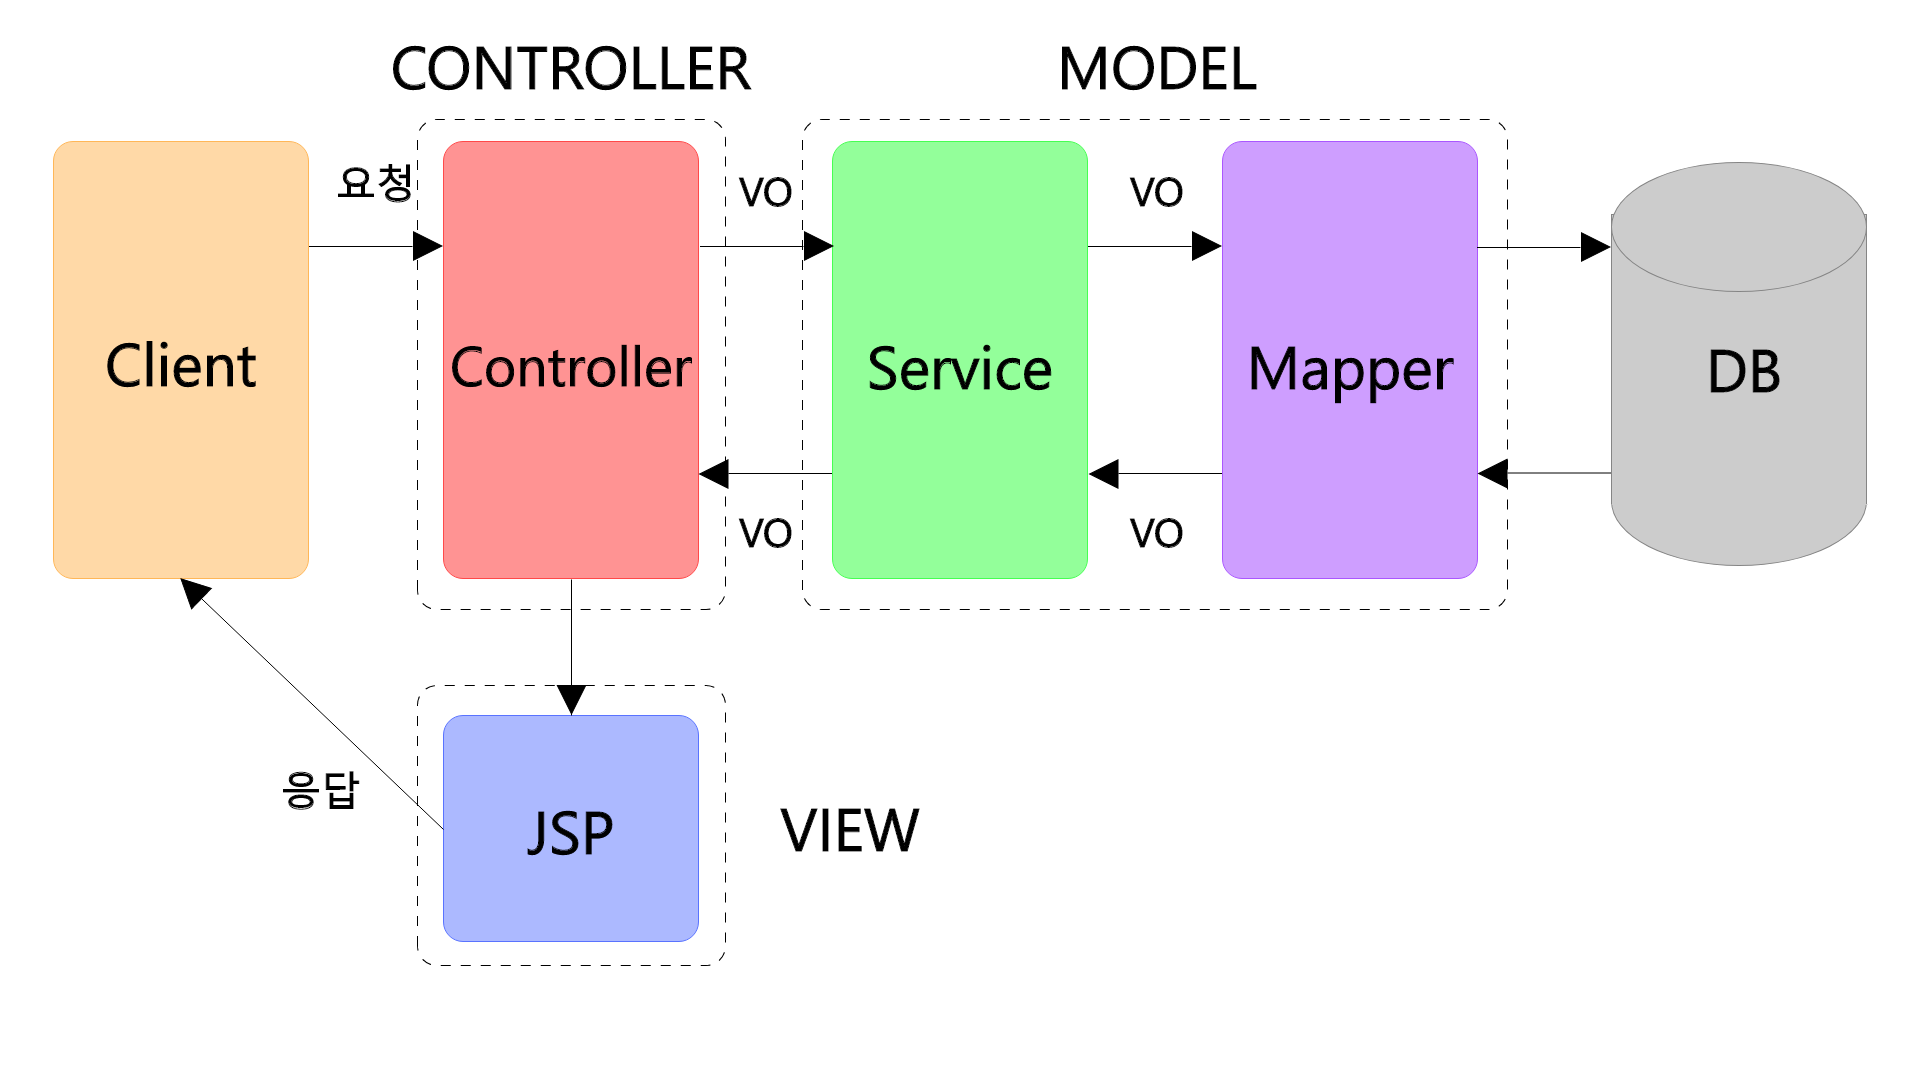 CONTROLLER
MODEL
요청
VO
VO
Client
Controller
Service
Mapper
DB
VO
VO
응답
JSP
VIEW